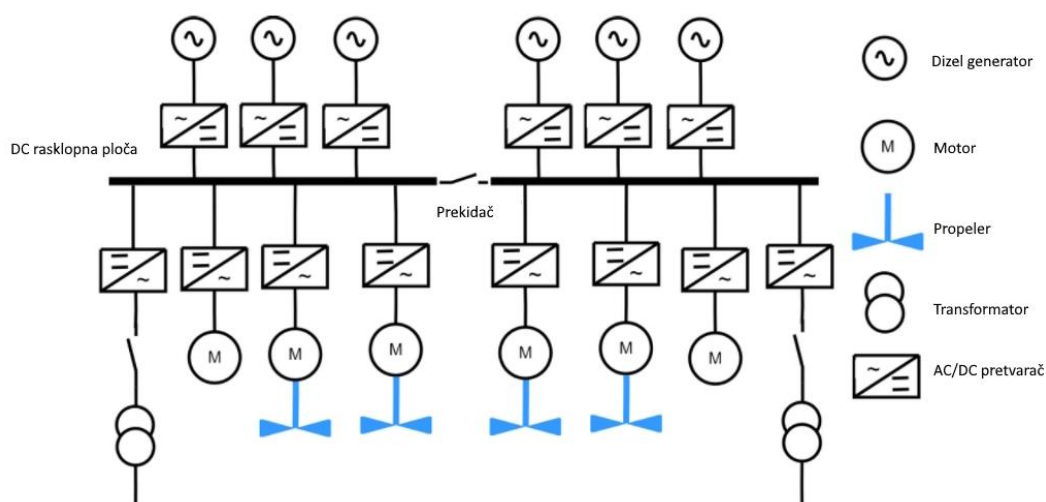 Dizel generator
DC rasklopna ploča
M
Motor
Prekidač
Propeler
M
M
M
M
M
M
Transformator
AC/DC pretvarač